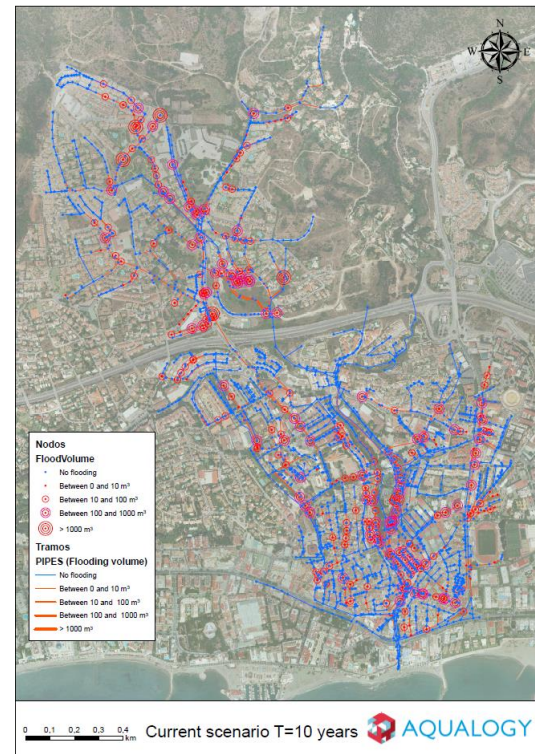 N
W E
S
Nodos
FloodVolume
No flooding
Between 0 and 10 m³
Between 10 and 100 m³
Between 100 and 1000 m³
> 1000 m³
Tramos
PIPES (Flooding volume)
No flooding
Between 0 and 10 m³
Between 10 and 100 m³
Between 100 and 1000 m³
> 1000 m³
0 0,1 0,2 0,3 0,4
km
Current scenario T=10 years
AQUALOGY